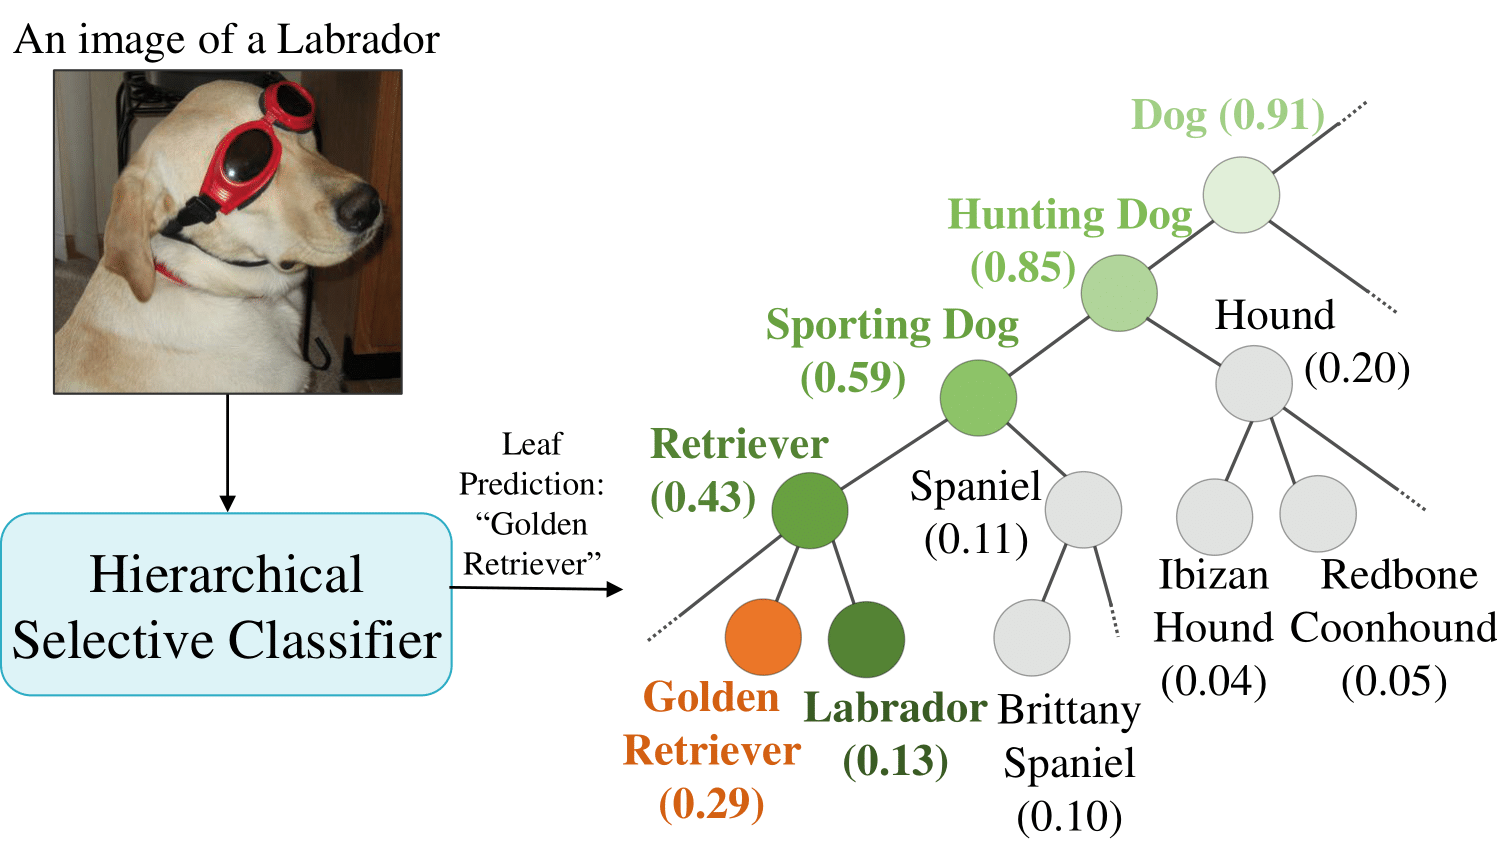 An image of a Labrador
Hierarchical
Selective Classifier
Leaf
Prediction:
“Golden
Retriever”
Dog (0.91)
Hunting Dog
(0.85)
Sporting Dog
(0.59)
Hound
(0.20)
Retriever
(0.43)
Spaniel
(0.11)
Golden
Retriever
(0.29)
Labrador
(0.13)
Brittany
Spaniel
(0.10)
Ibizan
Hound
(0.04)
Redbone
Coonhound
(0.05)